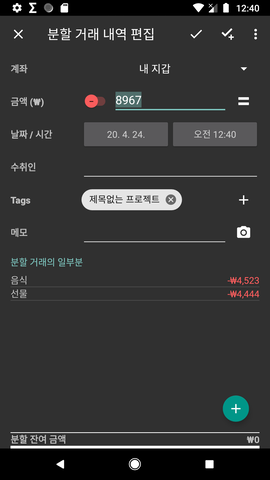 12:40
분할 거래 내역 편집
계좌 내 지갑
금액 (₩) 8967
날짜 / 시간 20. 4. 24. 오전 12:40
수취인
Tags 제목없는 프로젝트
메모
분할 거래의 일부분
음식 -₩4,523
선물 -₩4,444
분할 잔여 금액 ₩0